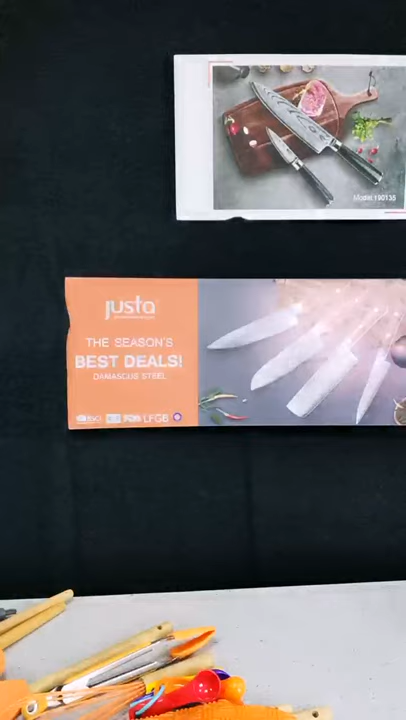 Model 190135
justa
THE SEASON'S
BEST DEALS!
DAMASCUS STEEL
LFGB